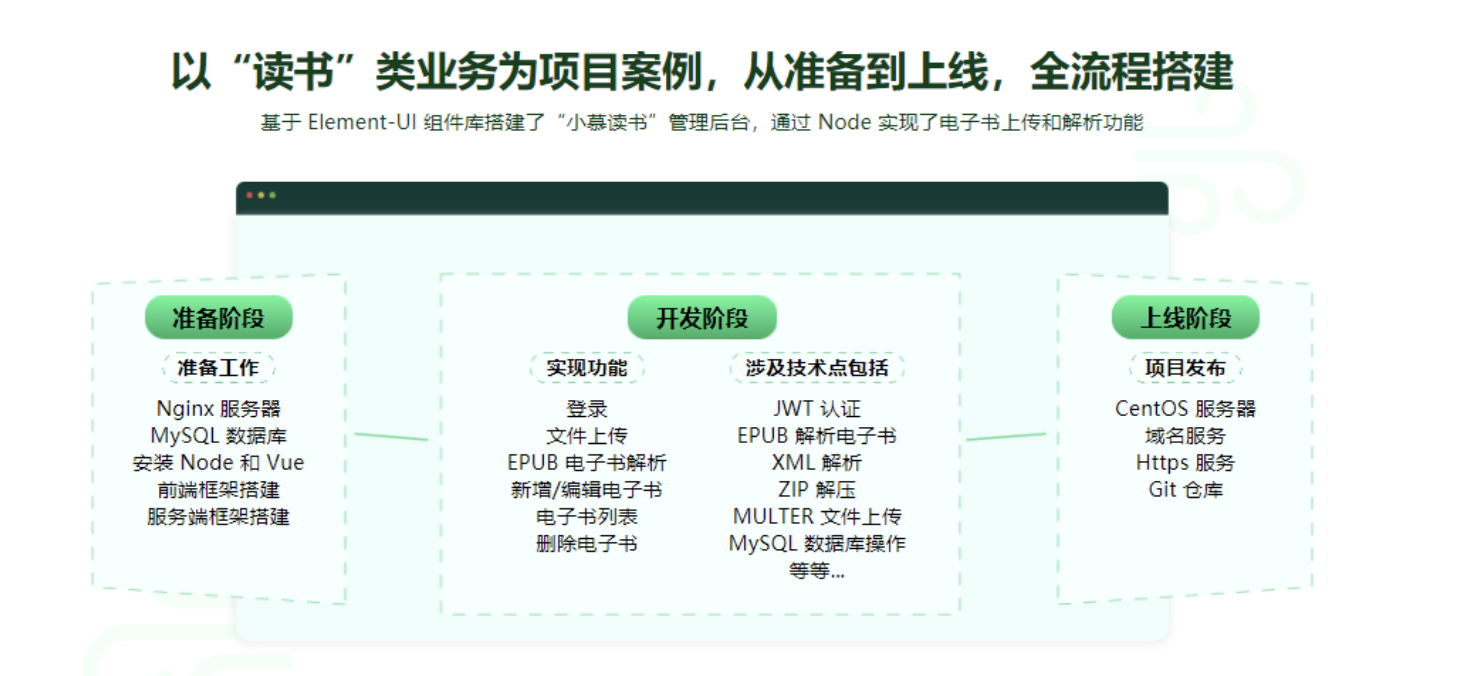 以“读书”类业务为项目案例，从准备到上线，全流程搭建
基于 Element-UI 组件库搭建了“小慕读书”管理后台，通过 Node 实现了电子书上传和解析功能
准备阶段
准备工作
Nginx 服务器
MySQL 数据库
安装 Node 和 Vue
前端框架搭建
服务端框架搭建
开发阶段
实现功能
登录
文件上传
EPUB 电子书解析
新增/编辑电子书
电子书列表
删除电子书
涉及技术点包括
JWT 认证
EPUB 解析电子书
XML 解析
ZIP 解压
MULTER 文件上传
MySQL 数据库操作
等等...
上线阶段
项目发布
CentOS 服务器
域名服务
Https 服务
Git 仓库